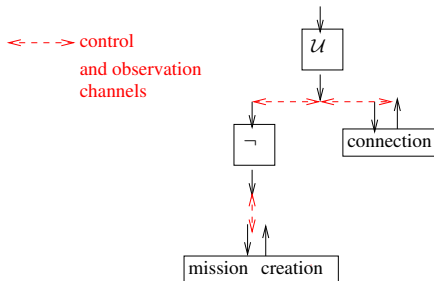 𝒰
control
and observation
channels
¬
connection
mission creation